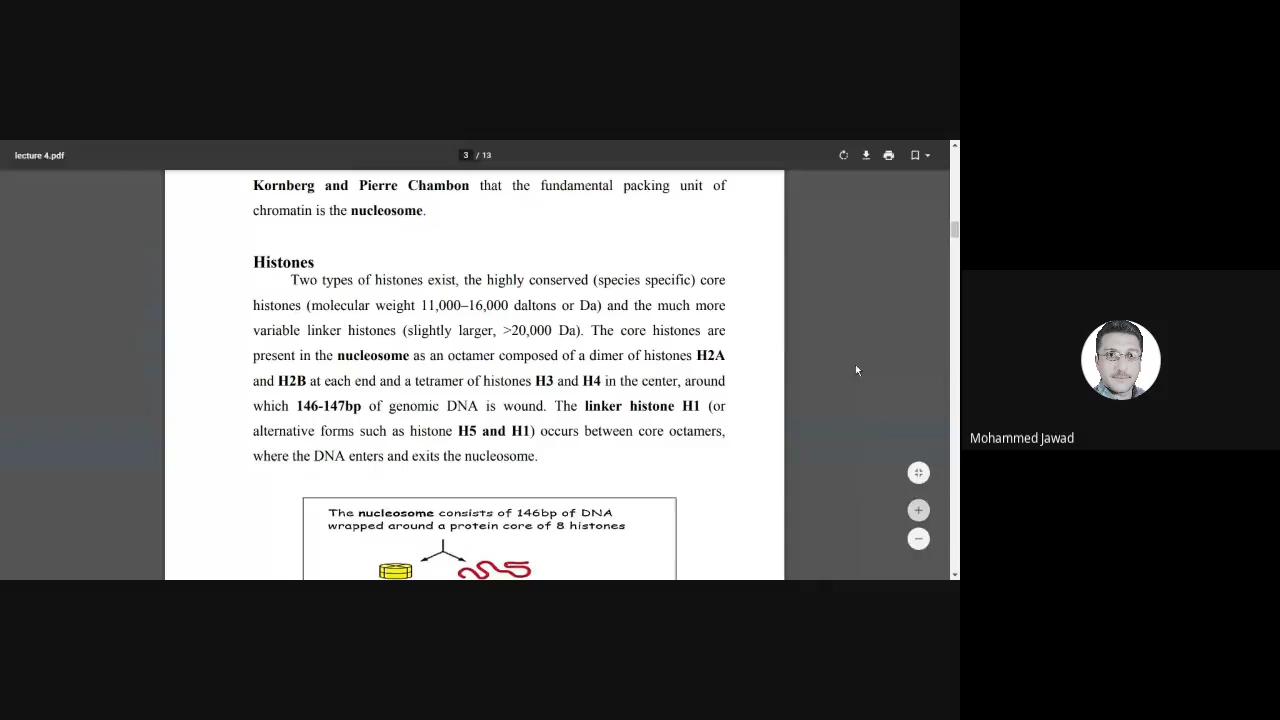 lecture 4.pdf
3 / 13
Kornberg and Pierre Chambon that the fundamental packing unit of
chromatin is the nucleosome.
Histones
Two types of histones exist, the highly conserved (species specific) core
histones (molecular weight 11,000–16,000 daltons or Da) and the much more
variable linker histones (slightly larger, >20,000 Da). The core histones are
present in the nucleosome as an octamer composed of a dimer of histones H2A
and H2B at each end and a tetramer of histones H3 and H4 in the center, around
which 146-147bp of genomic DNA is wound. The linker histone H1 (or
alternative forms such as histone H5 and H1) occurs between core octamers,
where the DNA enters and exits the nucleosome.
The nucleosome consists of 146bp of DNA
wrapped around a protein core of 8 histones
Mohammed Jawad